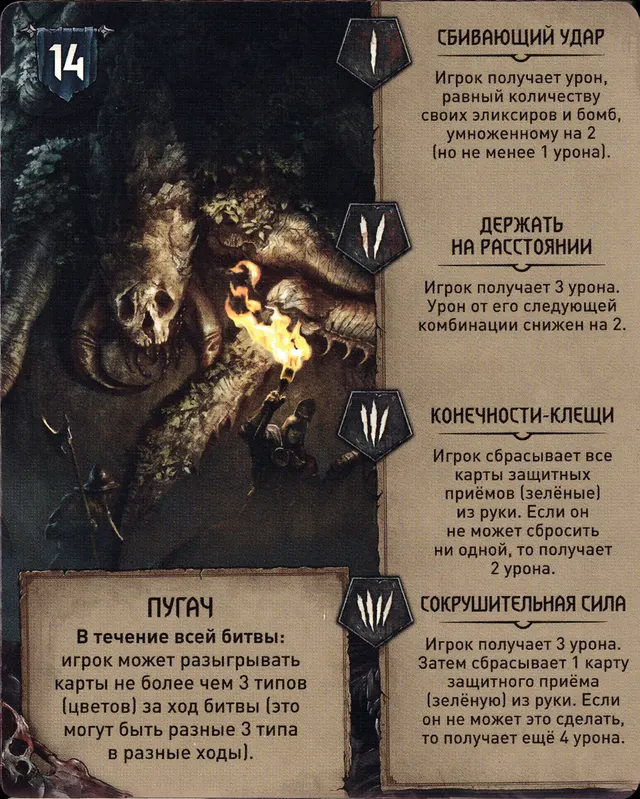 14
СБИВАЮЩИЙ УДАР
Игрок получает урон,
равный количеству
своих эликсиров и бомб,
умноженному на 2
(но не менее 1 урона).
ДЕРЖАТЬ
НА РАССТОЯНИИ
Игрок получает 3 урона.
Урон от его следующей
комбинации снижен на 2.
КОНЕЧНОСТИ-КЛЕЩИ
Игрок сбрасывает все
карты защитных
приёмов (зелёные)
из руки. Если он
не может сбросить
ни одной, то получает
2 урона.
СОКРУШИТЕЛЬНАЯ СИЛА
Игрок получает 3 урона.
Затем сбрасывает 1 карту
защитного приёма
(зелёную) из руки. Если
он не может это сделать,
то получает ещё 4 урона.
ПУГАЧ
В течение всей битвы:
игрок может разыгрывать
карты не более чем 3 типов
(цветов) за ход битвы (это
могут быть разные 3 типа
в разные ходы).